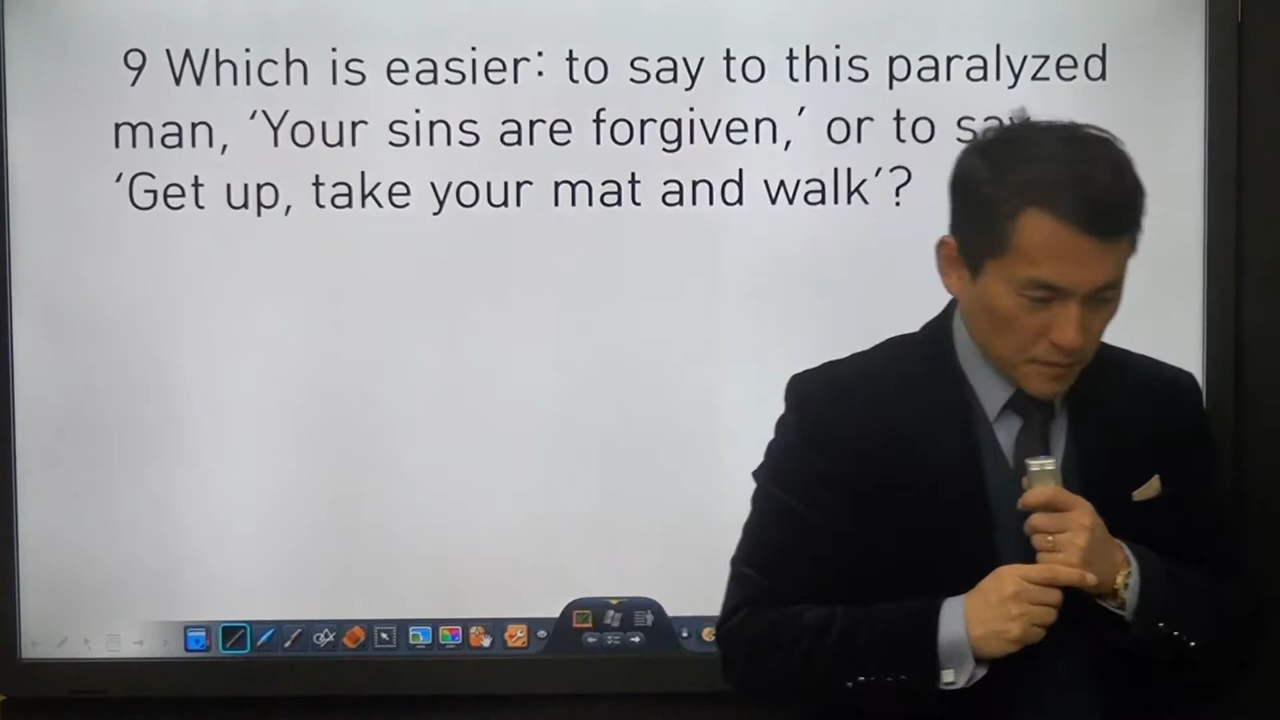 9 Which is easier: to say to this paralyzed
man, ‘Your sins are forgiven,’ or to say
‘Get up, take your mat and walk’?